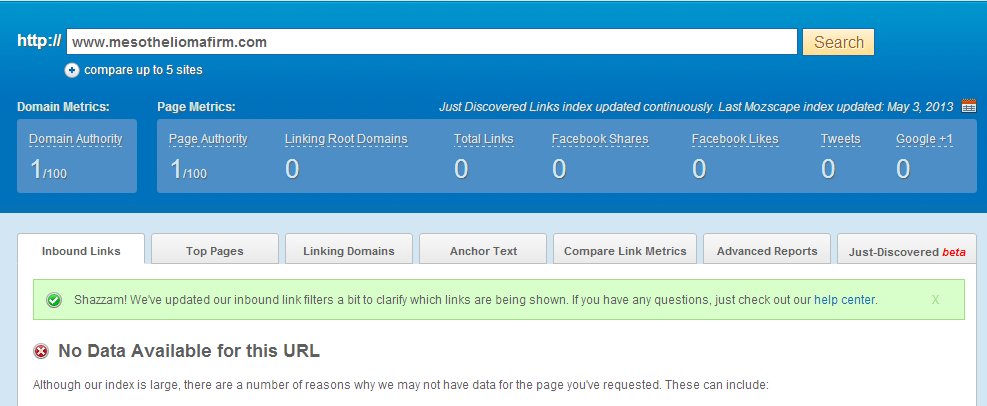 http:// www.mesotheliomafirm.com Search
compare up to 5 sites
Domain Metrics: Page Metrics: Just Discovered Links index updated continuously. Last Mozscape index updated: May 3, 2013
Domain Authority Page Authority Linking Root Domains Total Links Facebook Shares Facebook Likes Tweets Google +1
1/100 1/100 0 0 0 0 0 0
Inbound Links Top Pages Linking Domains Anchor Text Compare Link Metrics Advanced Reports Just-Discovered beta
Shazzam! We've updated our inbound link filters a bit to clarify which links are being shown. If you have any questions, just check out our help center. X
No Data Available for this URL
Although our index is large, there are a number of reasons why we may not have data for the page you've requested. These can include: